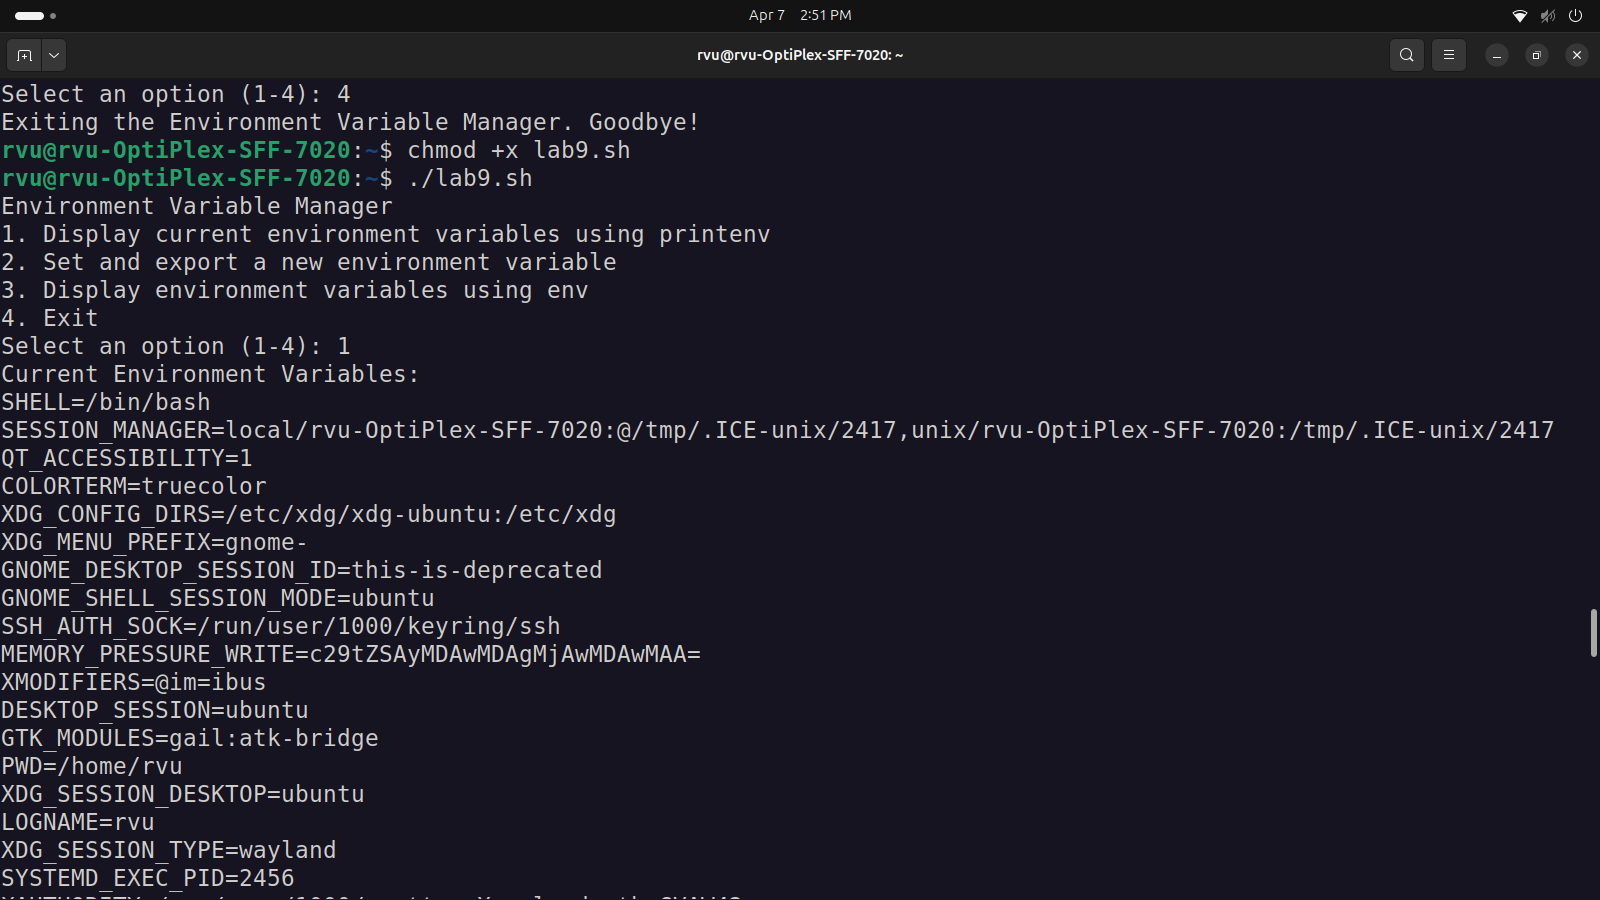 Apr 7 2:51 PM
rvu@rvu-OptiPlex-SFF-7020: ~
Select an option (1-4): 4
Exiting the Environment Variable Manager. Goodbye!
rvu@rvu-OptiPlex-SFF-7020:~$ chmod +x lab9.sh
rvu@rvu-OptiPlex-SFF-7020:~$ ./lab9.sh
Environment Variable Manager
1. Display current environment variables using printenv
2. Set and export a new environment variable
3. Display environment variables using env
4. Exit
Select an option (1-4): 1
Current Environment Variables:
SHELL=/bin/bash
SESSION_MANAGER=local/rvu-OptiPlex-SFF-7020:@/tmp/.ICE-unix/2417,unix/rvu-OptiPlex-SFF-7020:/tmp/.ICE-unix/2417
QT_ACCESSIBILITY=1
COLORTERM=truecolor
XDG_CONFIG_DIRS=/etc/xdg/xdg-ubuntu:/etc/xdg
XDG_MENU_PREFIX=gnome-
GNOME_DESKTOP_SESSION_ID=this-is-deprecated
GNOME_SHELL_SESSION_MODE=ubuntu
SSH_AUTH_SOCK=/run/user/1000/keyring/ssh
MEMORY_PRESSURE_WRITE=c29tZSAyMDAwMDAgMjAwMDAwMAA=
XMODIFIERS=@im=ibus
DESKTOP_SESSION=ubuntu
GTK_MODULES=gail:atk-bridge
PWD=/home/rvu
XDG_SESSION_DESKTOP=ubuntu
LOGNAME=rvu
XDG_SESSION_TYPE=wayland
SYSTEMD_EXEC_PID=2456